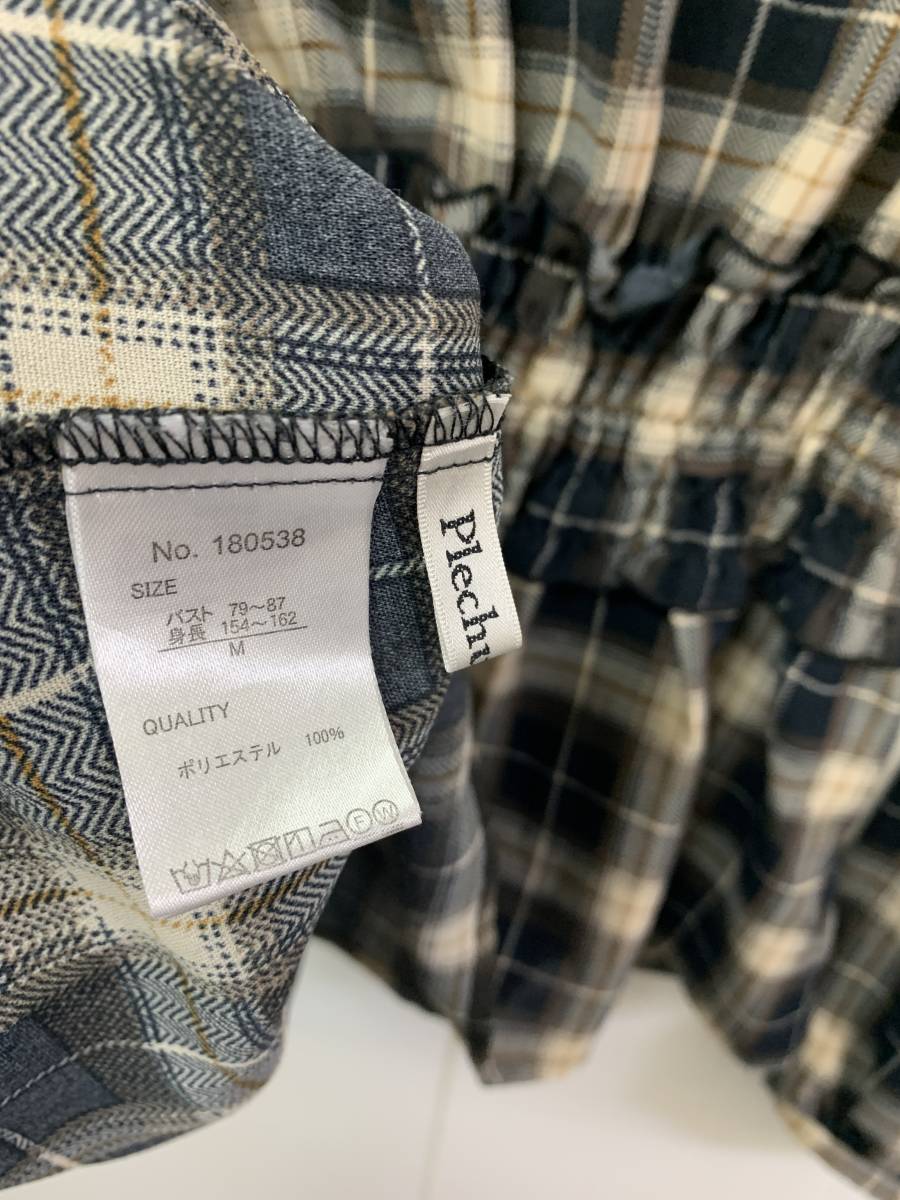 No. 180538
SIZE
バスト 79～87
身長 154～162
M
QUALITY
ポリエステル 100%
F W
Plech